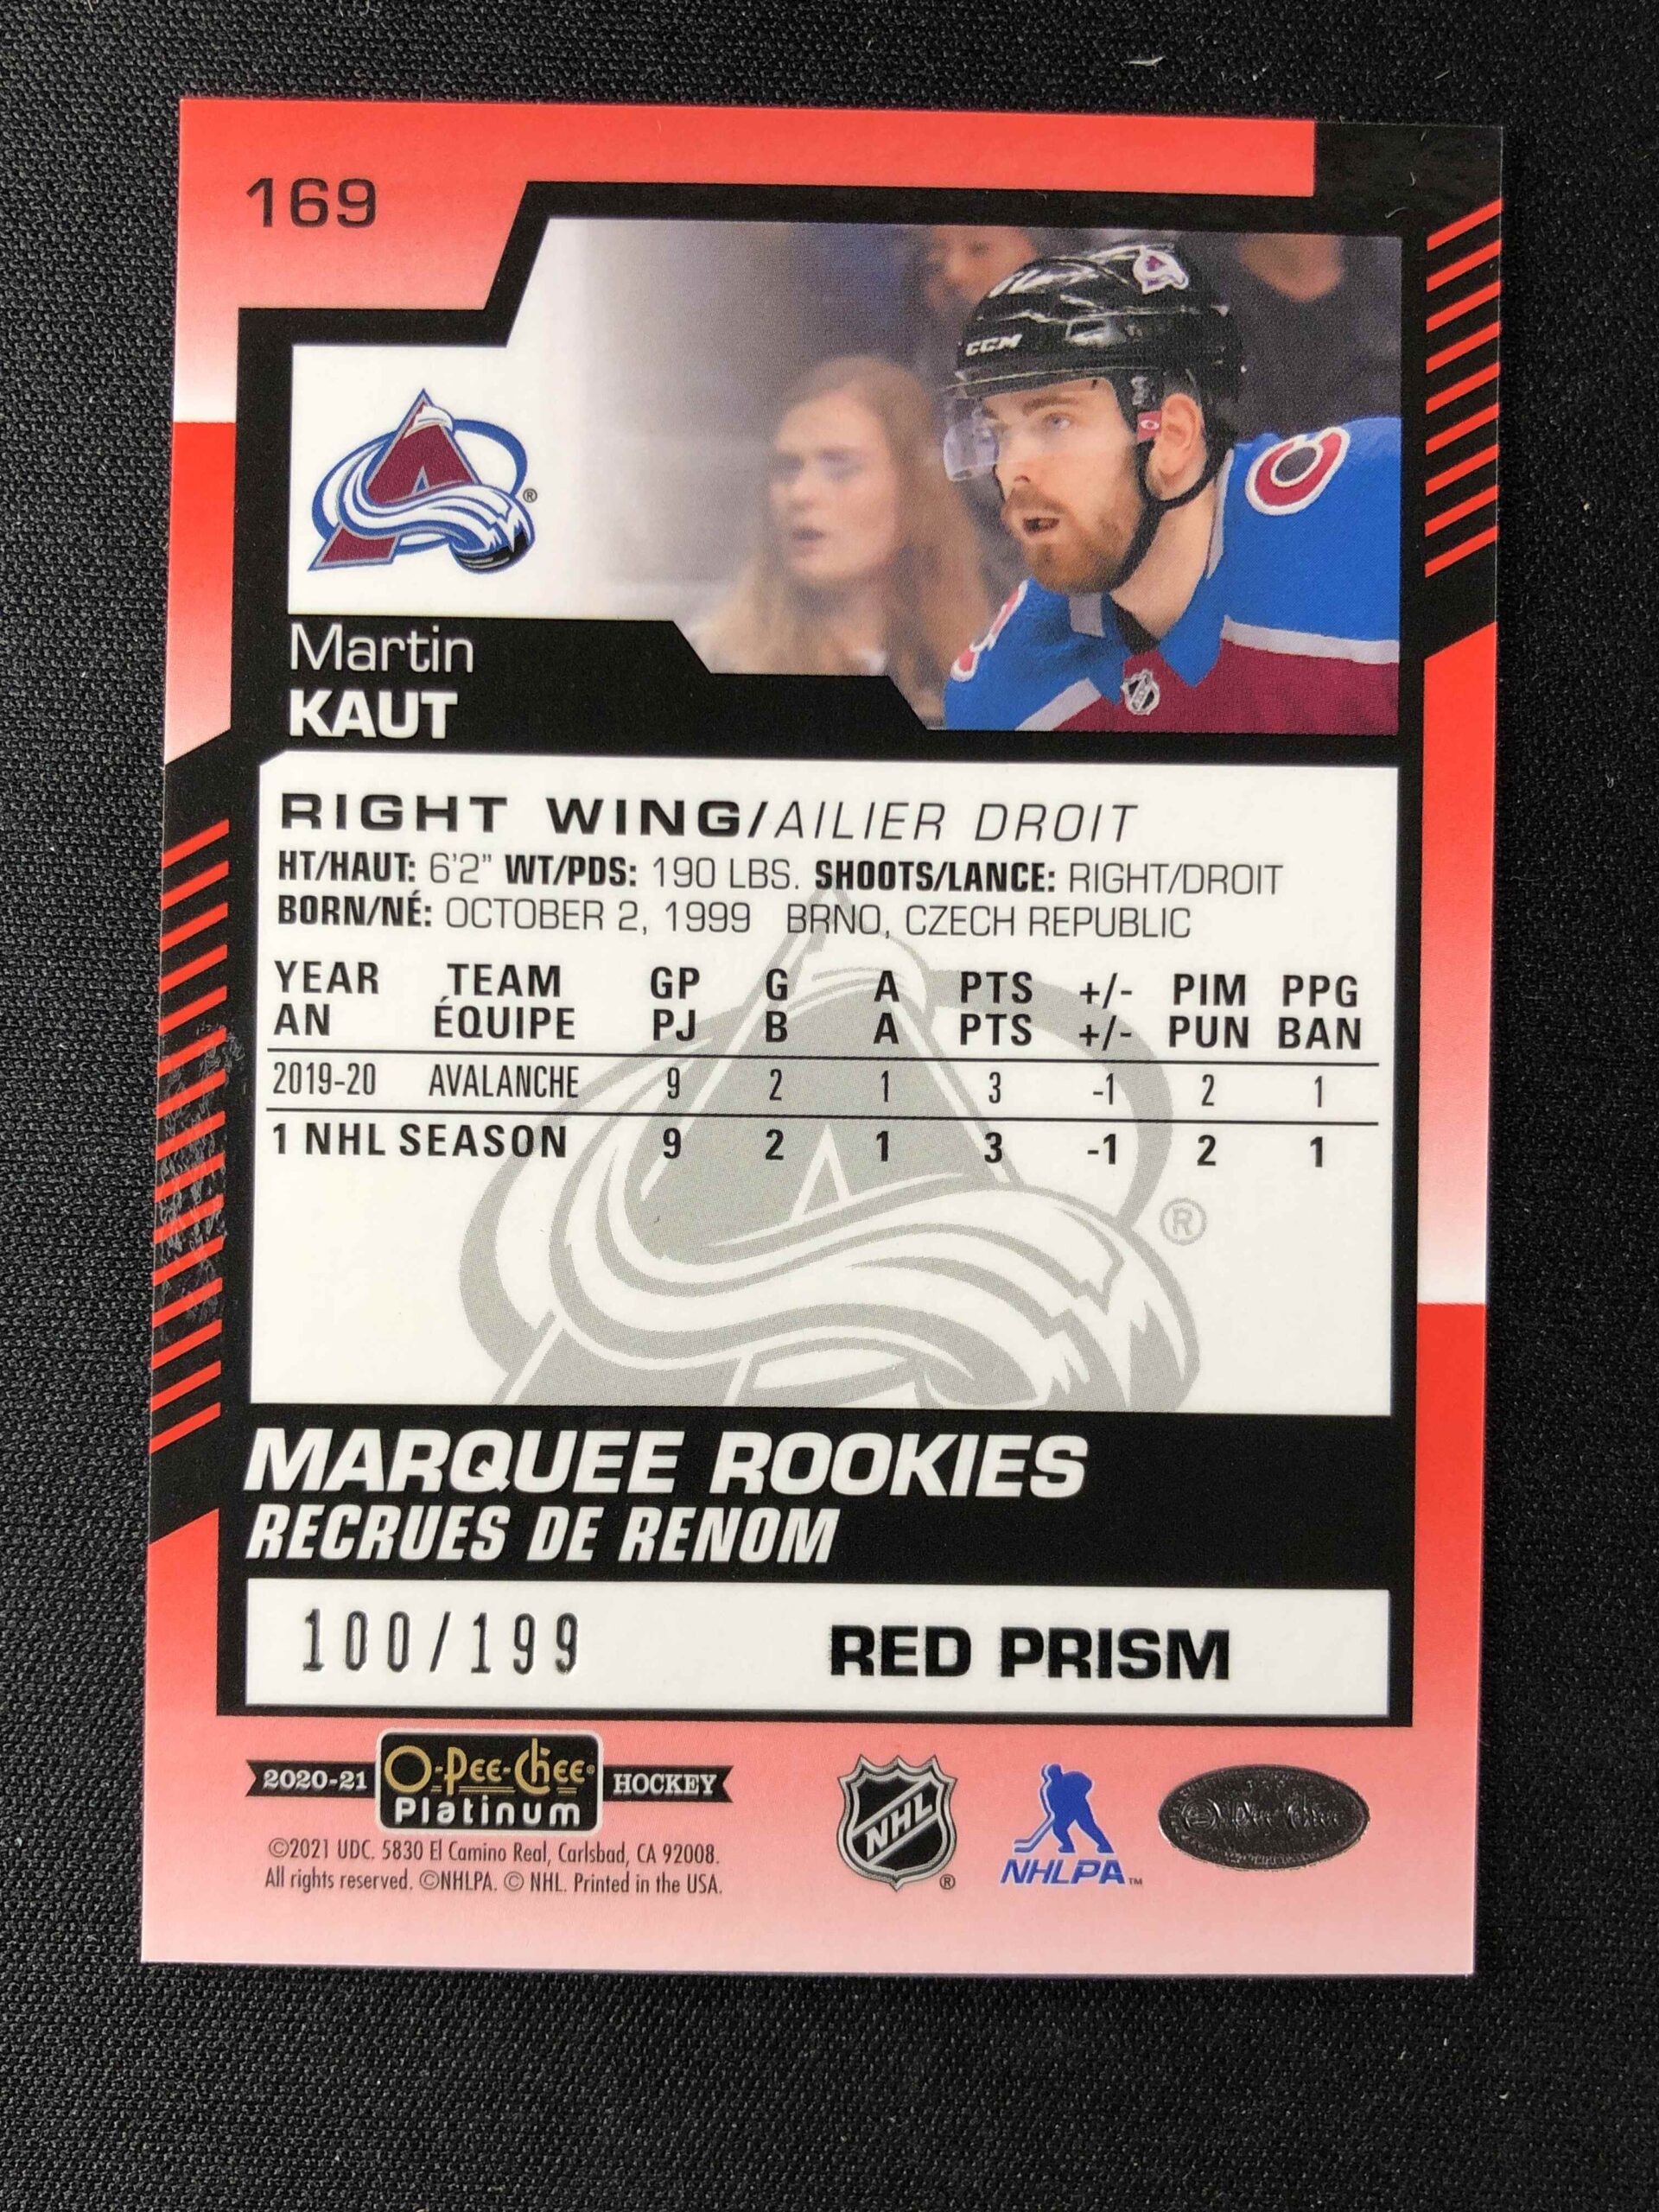 169
CCM
®
Martin
KAUT
RIGHT WING/AILIER DROIT
HT/HAUT: 6'2" WT/PDS: 190 LBS. SHOOTS/LANCE: RIGHT/DROIT
BORN/NÉ: OCTOBER 2, 1999 BRNO, CZECH REPUBLIC
YEAR TEAM GP G A PTS +/- PIM PPG
AN ÉQUIPE PJ B A PTS +/- PUN BAN
2019-20 AVALANCHE 9 2 1 3 -1 2 1
1 NHL SEASON 9 2 1 3 -1 2 1
®
MARQUEE ROOKIES
RECRUES DE RENOM
100/199 RED PRISM
2020-21 O-Pee-Chee® Platinum HOCKEY
©2021 UDC. 5830 El Camino Real, Carlsbad, CA 92008.
All rights reserved. ©NHLPA. © NHL. Printed in the USA.
NHL ®
NHLPA™
O-Pee-Chee